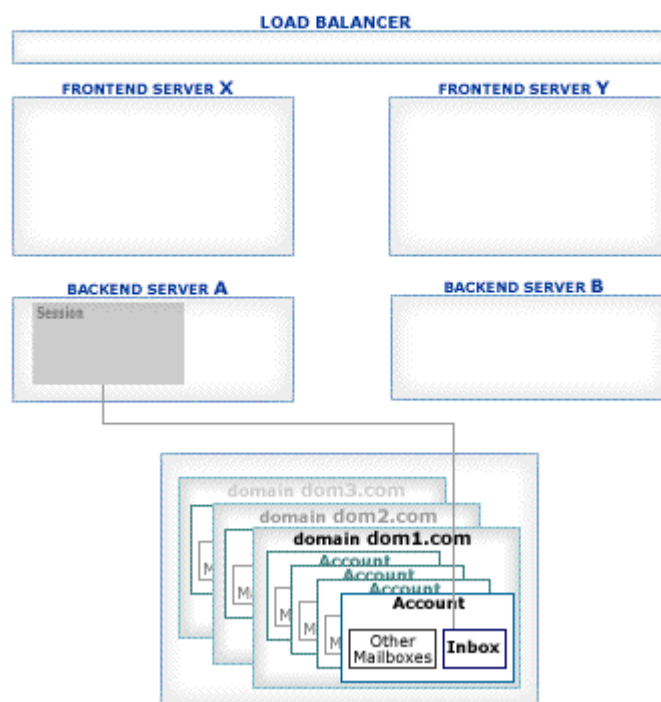 LOAD BALANCER
FRONTEND SERVER X
FRONTEND SERVER Y
BACKEND SERVER A
BACKEND SERVER B
Session
domain dom3.com
domain dom2.com
domain dom1.com
Account
Account
Account
Account
M
Ma
M
M
M
Other
Mailboxes
Inbox